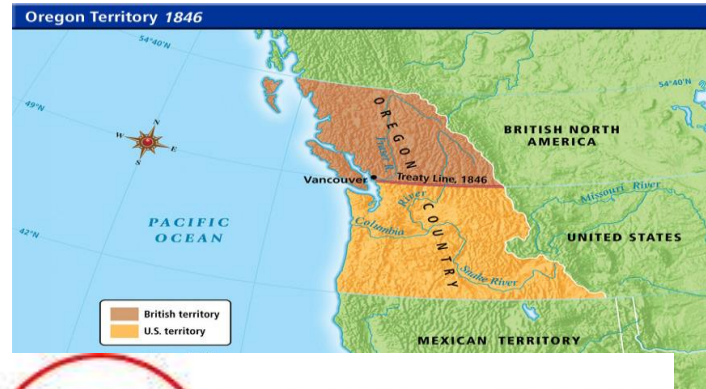 Oregon Territory 1846
54°40'N
54°40'N
49°N
N
W
E
S
OREGON
BRITISH NORTH
AMERICA
Fraser R.
Vancouver
Treaty Line, 1846
Missouri River
River
COUNTRY
PACIFIC
OCEAN
Columbia
42°N
UNITED STATES
Snake River
British territory
U.S. territory
MEXICAN TERRITORY